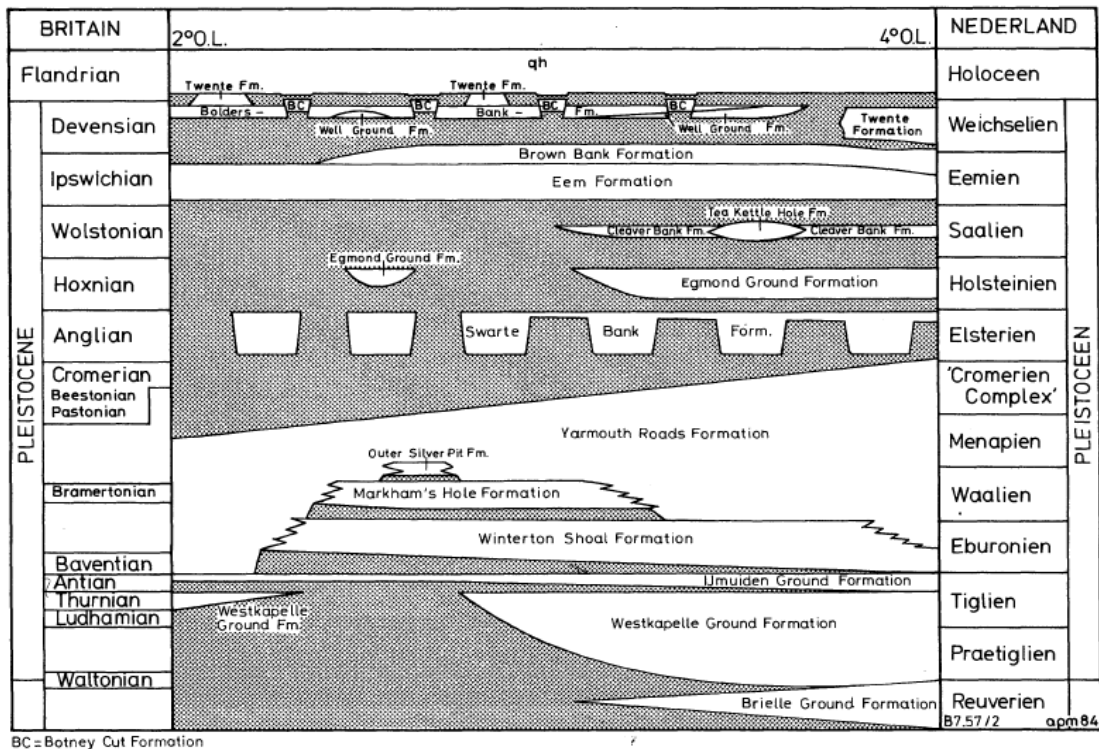 BRITAIN
2°O.L.
4°O.L.
NEDERLAND
Flandrian
qh
Holoceen
Twente Fm.
Twente Fm.
BC
BC
BC
BC
Bolders –
Bank –
Fm.
Well Ground Fm.
Well Ground Fm.
Twente
Formation
Devensian
Weichselien
Brown Bank Formation
Ipswichian
Eem Formation
Eemien
Wolstonian
Tea Kettle Hole Fm.
Cleaver Bank Fm.
Cleaver Bank Fm.
Saalien
Egmond Ground Fm.
Hoxnian
Egmond Ground Formation
Holsteinien
Anglian
Swarte
Bank
Form.
Elsterien
PLEISTOCENE
PLEISTOCEEN
Cromerian
Beestonian
Pastonian
'Cromerien
Complex'
Yarmouth Roads Formation
Menapien
Outer Silver Pit Fm.
Bramertonian
Markham's Hole Formation
Waalien
Winterton Shoal Formation
Eburonien
Baventian
Antian
IJmuiden Ground Formation
Thurnian
Ludhamian
Westkapelle
Ground Fm.
Westkapelle Ground Formation
Tiglien
Praetiglien
Waltonian
Brielle Ground Formation
Reuverien
B7.57/2
apm84
BC = Botney Cut Formation